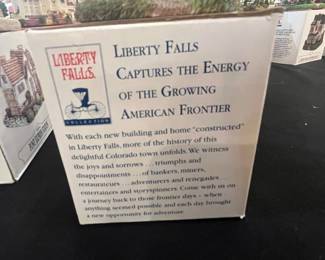 LIBERTY
FALLS
COLLECTION
LIBERTY FALLS
CAPTURES THE ENERGY
OF THE GROWING
AMERICAN FRONTIER
With each new building and home "constructed"
in Liberty Falls, more of the history of this
delightful Colorado town unfolds. We witness
the joys and sorrows . . . triumphs and
disappointments . . . of bankers, miners,
restaurateurs . . . adventurers and renegades . . .
entertainers and storyspinners. Come with us on
a journey back to those frontier days – when
anything seemed possible and each day brought
a new opportunity for adventure.